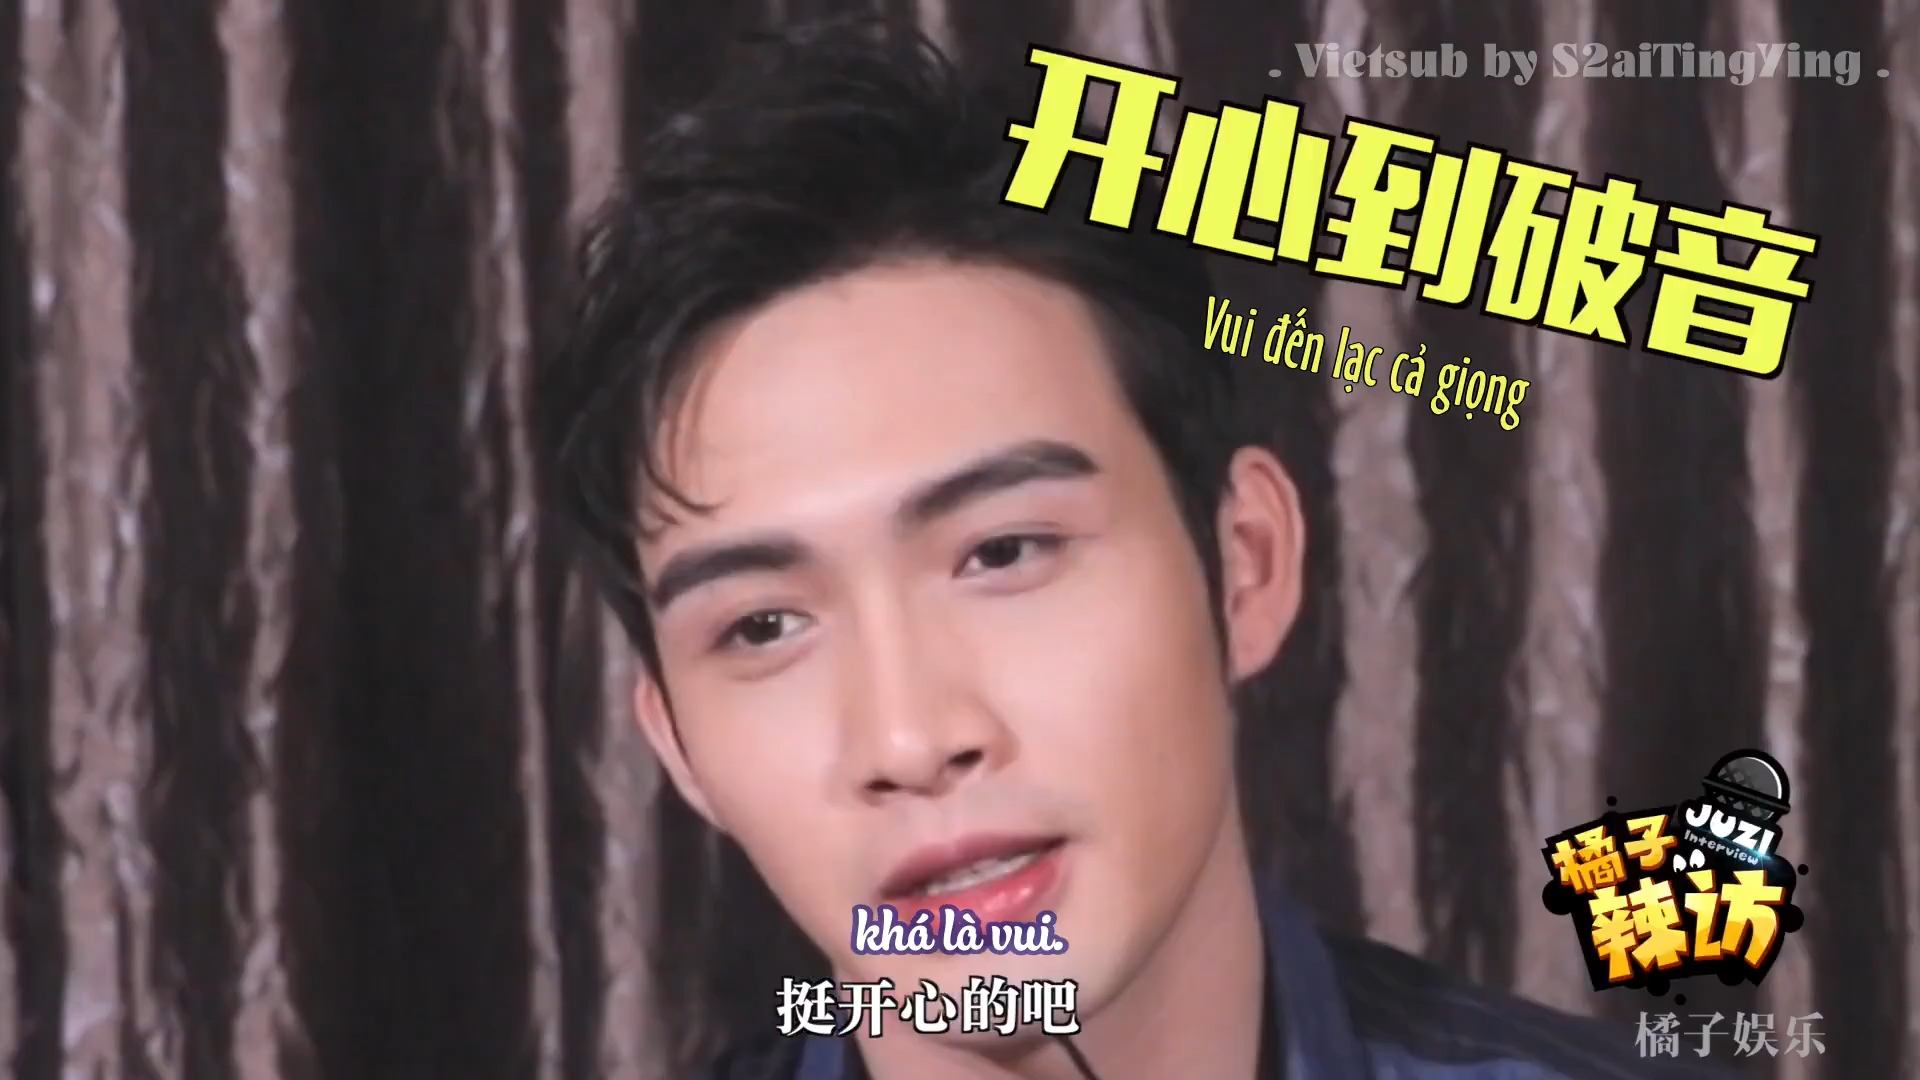 . Vietsub by S2aiTingYing .
开心到破音
Vui đến lạc cả giọng
JUZI
Interview
橘子
辣访
khá là vui.
挺开心的吧
橘子娱乐